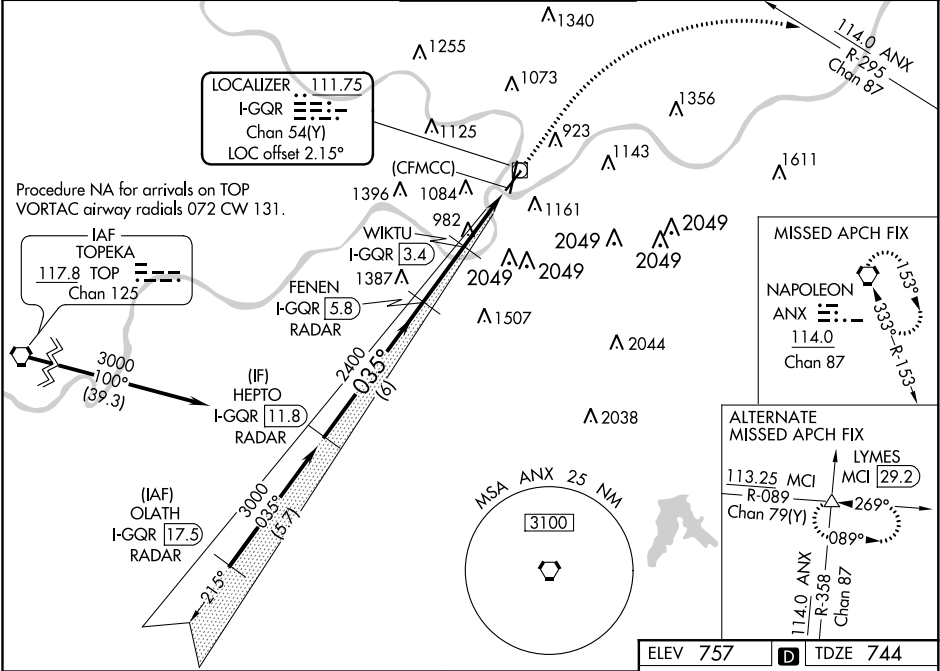 1340
1255
114.0 ANX
R-295
Chan 87
LOCALIZER 111.75
I-GQR
Chan 54(Y)
LOC offset 2.15°
1073
1356
1125
923
1143
1611
(CFMCC)
1396
1084
Procedure NA for arrivals on TOP
VORTAC airway radials 072 CW 131.
1161
982
WIKTU
I-GQR 3.4
2049
2049
2049
2049
2049
IAF
TOPEKA
117.8 TOP
Chan 125
1387
FENEN
I-GQR 5.8
RADAR
1507
MISSED APCH FIX
NAPOLEON
ANX
114.0
Chan 87
153°
333°
R-153
3000
100°
(39.3)
2400
035°
(6)
2044
(IF)
HEPTO
I-GQR 11.8
RADAR
2038
ALTERNATE
MISSED APCH FIX
LYMES
MCI 29.2
113.25 MCI
R-089
Chan 79(Y)
269°
089°
114.0 ANX
R-358
Chan 87
(IAF)
OLATH
I-GQR 17.5
RADAR
3000
035°
(5.7)
215°
MSA ANX 25 NM
3100
ELEV 757
D
TDZE 744